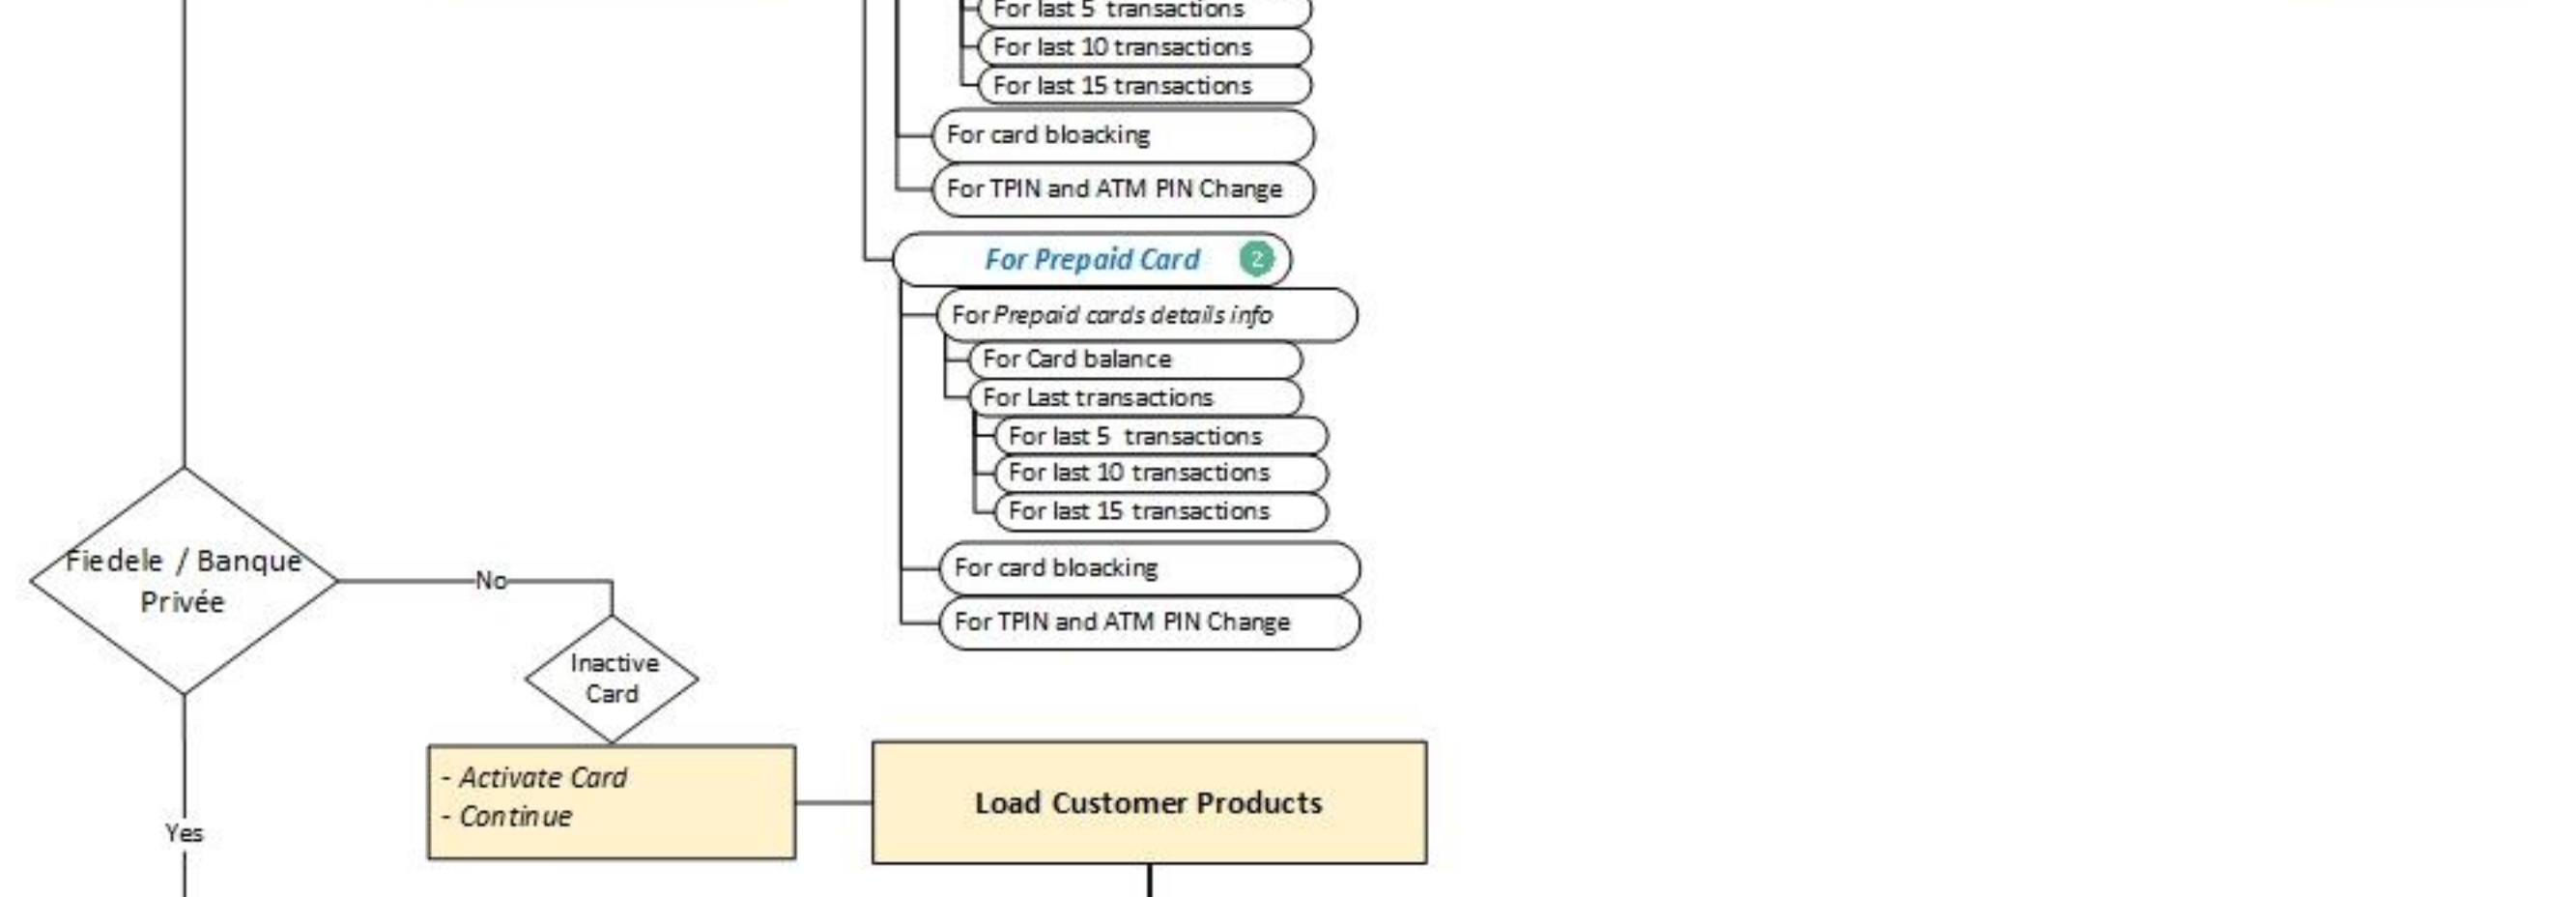 For last 5 transactions
For last 10 transactions
For last 15 transactions
For card bloacking
For TPIN and ATM PIN Change
For Prepaid Card 2
For Prepaid cards details info
For Card balance
For Last transactions
For last 5 transactions
For last 10 transactions
For last 15 transactions
For card bloacking
For TPIN and ATM PIN Change
Fiedele / Banque
Privée
No
Inactive
Card
- Activate Card
- Continue
Load Customer Products
Yes